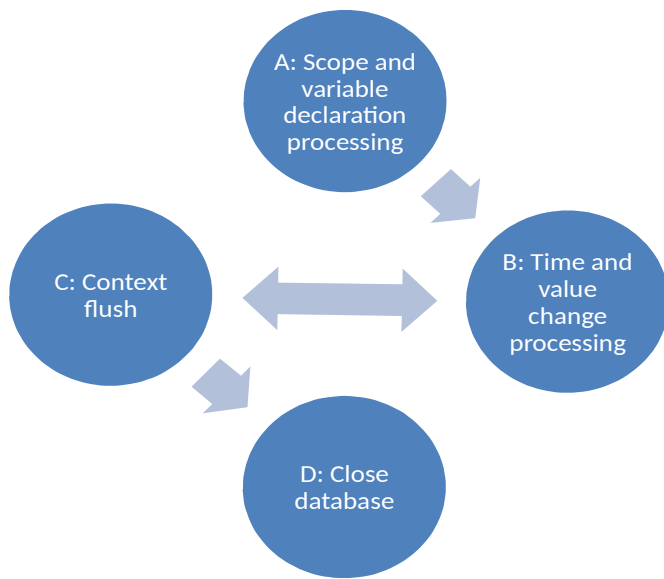 A: Scope and
variable
declaration
processing
C: Context
flush
B: Time and
value
change
processing
D: Close
database